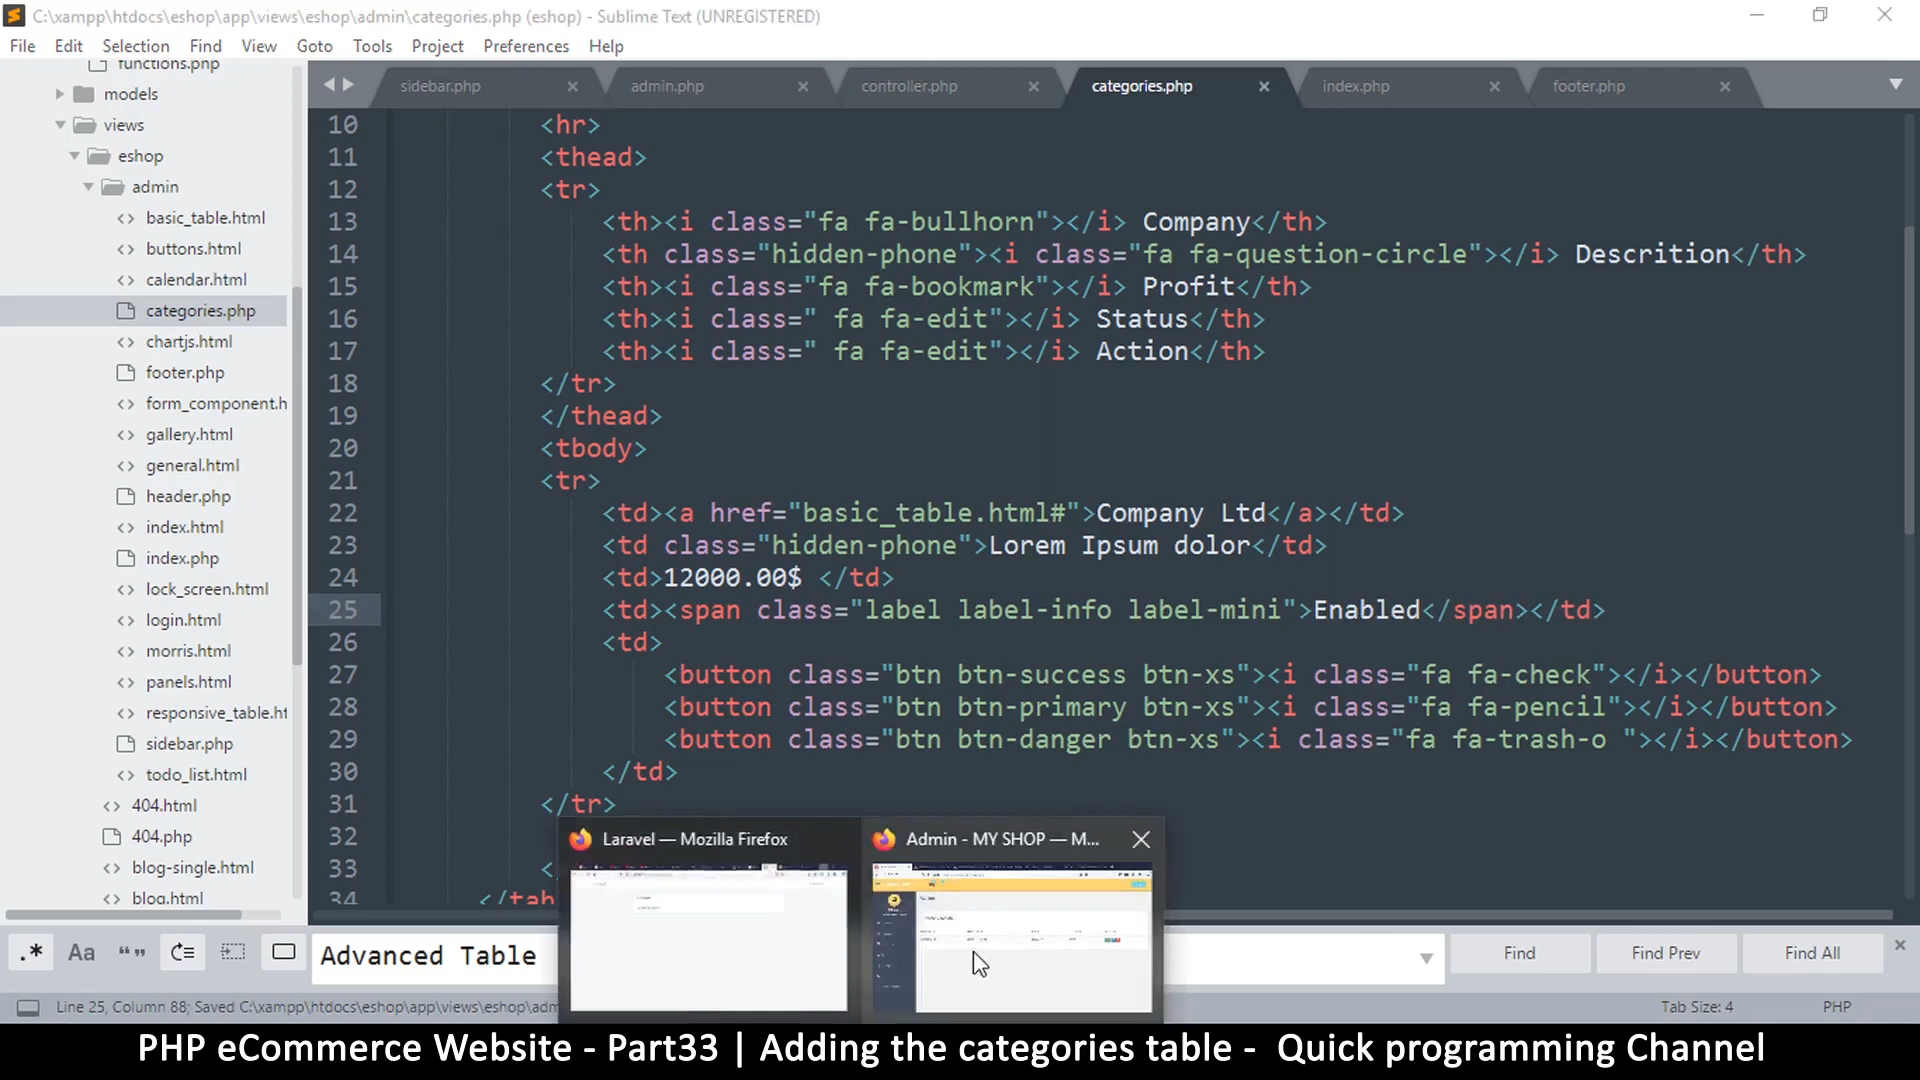 C:\xampp\htdocs\eshop\app\views\eshop\admin\categories.php (eshop) - Sublime Text (UNREGISTERED)
File Edit Selection Find View Goto Tools Project Preferences Help
functions.php
models
views
eshop
admin
basic_table.html
buttons.html
calendar.html
categories.php
chartjs.html
footer.php
form_component.h
gallery.html
general.html
header.php
index.html
index.php
lock_screen.html
login.html
morris.html
panels.html
responsive_table.ht
sidebar.php
todo_list.html
404.html
404.php
blog-single.html
blog.html
sidebar.php admin.php controller.php categories.php index.php footer.php
10 <hr>
11 <thead>
12 <tr>
13 <th><i class="fa fa-bullhorn"></i> Company</th>
14 <th class="hidden-phone"><i class="fa fa-question-circle"></i> Descrition</th>
15 <th><i class="fa fa-bookmark"></i> Profit</th>
16 <th><i class=" fa fa-edit"></i> Status</th>
17 <th><i class=" fa fa-edit"></i> Action</th>
18 </tr>
19 </thead>
20 <tbody>
21 <tr>
22 <td><a href="basic_table.html#">Company Ltd</a></td>
23 <td class="hidden-phone">Lorem Ipsum dolor</td>
24 <td>12000.00$ </td>
25 <td><span class="label label-info label-mini">Enabled</span></td>
26 <td>
27 <button class="btn btn-success btn-xs"><i class="fa fa-check"></i></button>
28 <button class="btn btn-primary btn-xs"><i class="fa fa-pencil"></i></button>
29 <button class="btn btn-danger btn-xs"><i class="fa fa-trash-o "></i></button>
30 </td>
31 </tr>
32
33 </
34 </tab
Laravel — Mozilla Firefox
Admin - MY SHOP — M...
.* Aa “” Advanced Table Find Find Prev Find All
Line 25, Column 88; Saved C:\xampp\htdocs\eshop\app\views\eshop\adm Tab Size: 4 PHP
PHP eCommerce Website - Part33 | Adding the categories table - Quick programming Channel